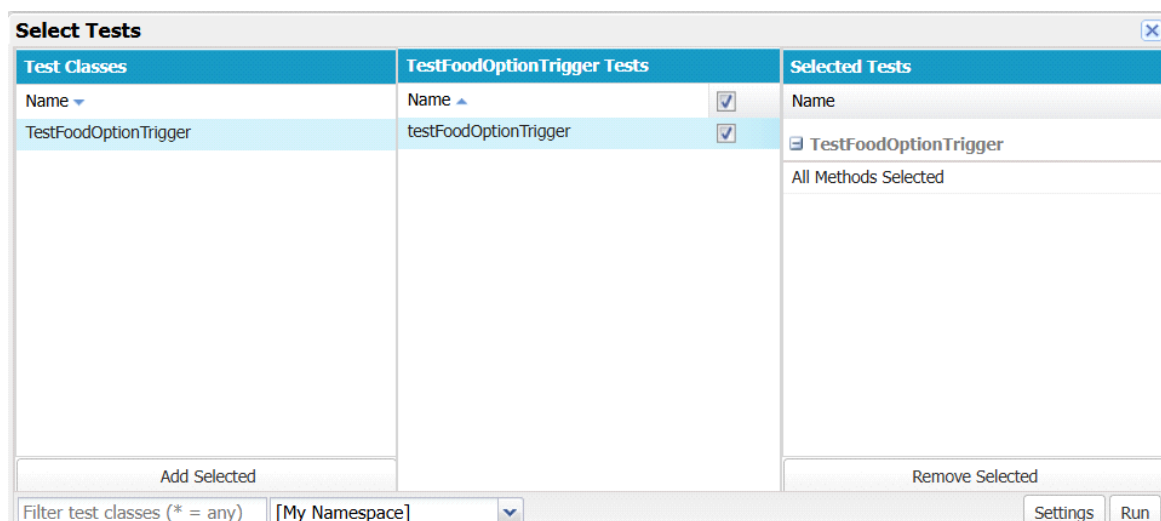 Select Tests
Test Classes
TestFoodOptionTrigger Tests
Selected Tests
Name
Name
Name
TestFoodOptionTrigger
testFoodOptionTrigger
TestFoodOptionTrigger
All Methods Selected
Add Selected
Remove Selected
Filter test classes (* = any)
[My Namespace]
Settings
Run